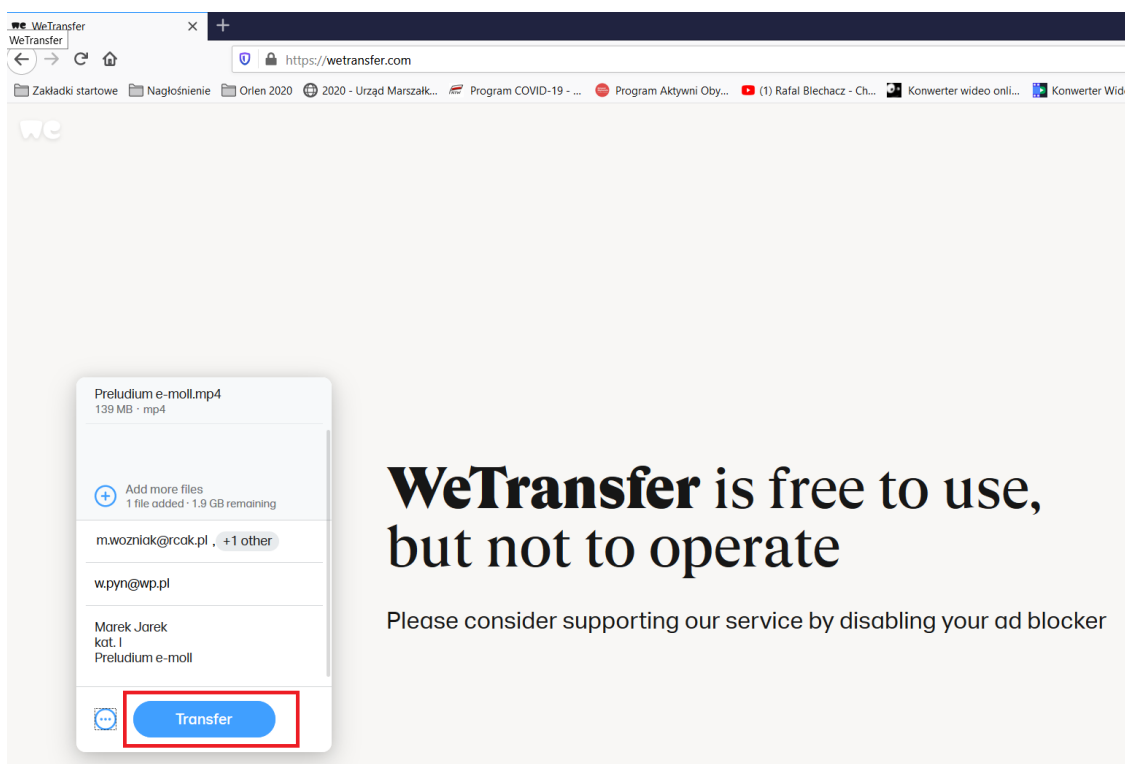 we WeTransfer
WeTransfer
https://wetransfer.com
Zakładki startowe Nagłośnienie Orlen 2020 2020 - Urząd Marszałk... Program COVID-19 - ... Program Aktywni Oby... (1) Rafal Blechacz - Ch... Konwerter wideo onli... Konwerter Wid
we
Preludium e-moll.mp4
139 MB · mp4
Add more files
1 file added · 1.9 GB remaining
m.wozniak@rcak.pl , +1 other
w.pyn@wp.pl
Marek Jarek
kat. I
Preludium e-moll
Transfer
WeTransfer is free to use,
but not to operate
Please consider supporting our service by disabling your ad blocker